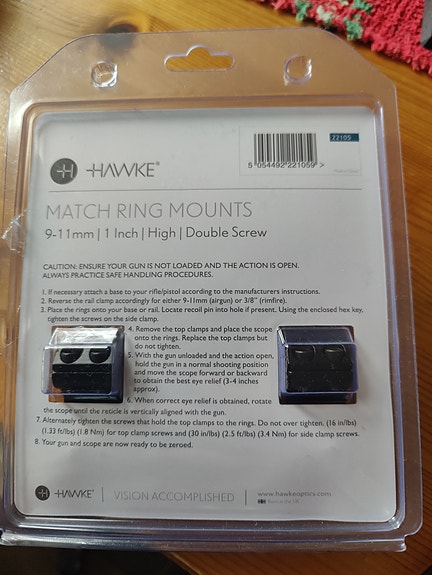 HAWKE®
22105
5 054492 221059 >
MATCH RING MOUNTS
9-11mm | 1 Inch | High | Double Screw
CAUTION: ENSURE YOUR GUN IS NOT LOADED AND THE ACTION IS OPEN.
ALWAYS PRACTICE SAFE HANDLING PROCEDURES.
1. If necessary attach a base to your rifle/pistol according to the manufacturers instructions.
2. Reverse the rail clamp accordingly for either 9-11mm (airgun) or 3/8" (rimfire).
3. Place the rings onto your base or rail. Locate recoil pin into hole if present. Using the enclosed hex key,
tighten the screws on the side clamp.
4. Remove the top clamps and place the scope
onto the rings. Replace the top clamps but
do not tighten.
5. With the gun unloaded and the action open,
hold the gun in a normal shooting position
and move the scope forward or backward
to obtain the best eye relief (3-4 inches
approx).
6. When correct eye relief is obtained, rotate
the scope until the reticle is vertically aligned with the gun.
7. Alternately tighten the screws that hold the top clamps to the rings. Do not over tighten. (16 in/lbs)
(1.33 ft/lbs) (1.8 Nm) for top clamp screws and (30 in/lbs) (2.5 ft/lbs) (3.4 Nm) for side clamp screws.
8. Your gun and scope are now ready to be zeroed.
HAWKE® | VISION ACCOMPLISHED | www.hawkeoptics.com